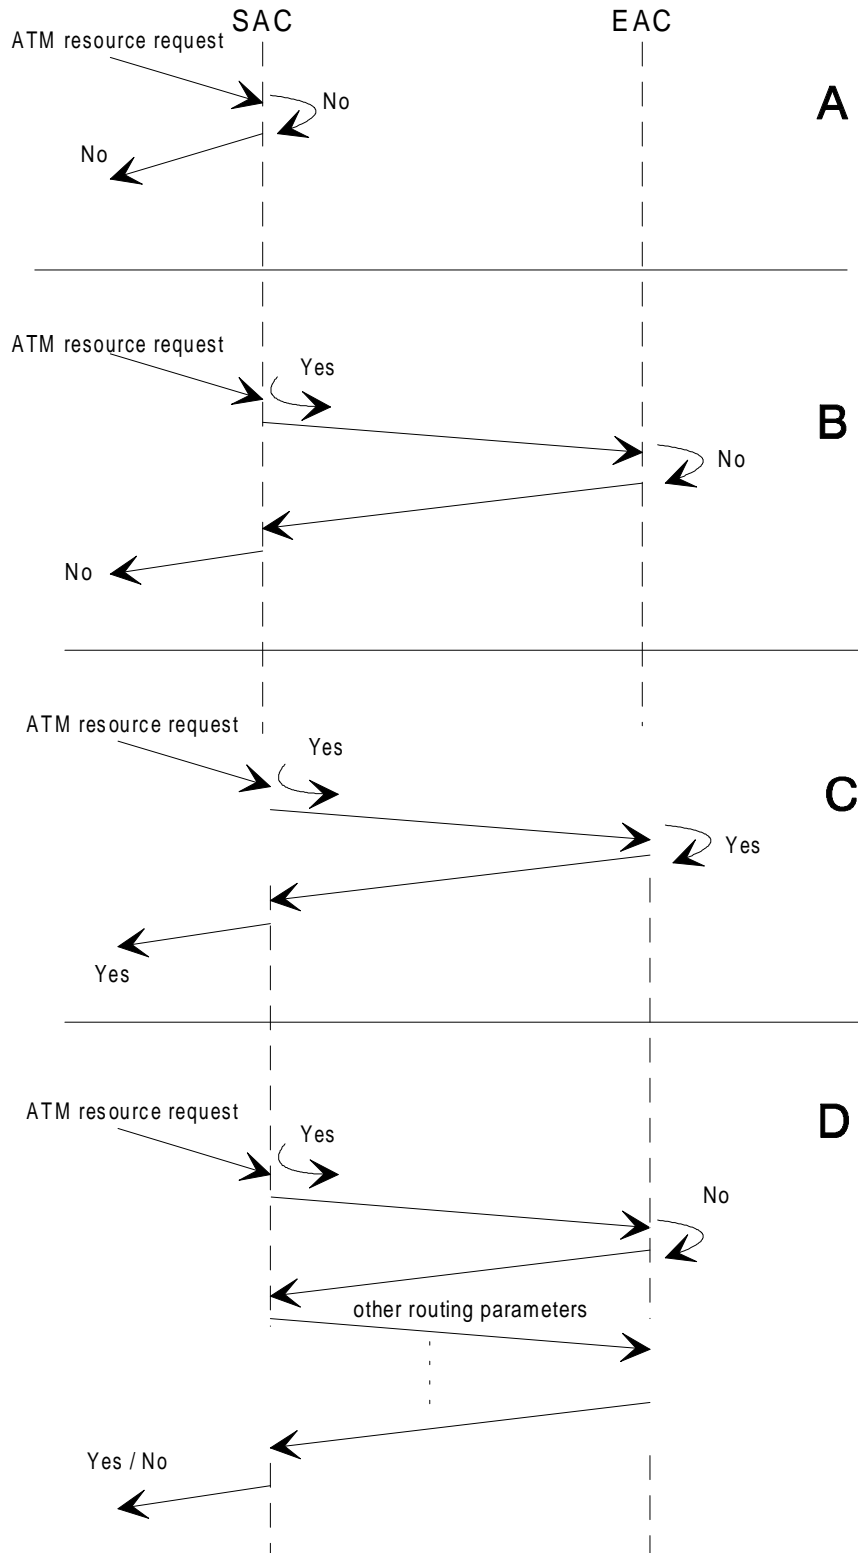 SAC EAC
ATM resource request
No
A
No
ATM resource request
Yes
B
No
No
ATM resource request
Yes
C
Yes
Yes
ATM resource request
D
Yes
No
other routing parameters
Yes / No